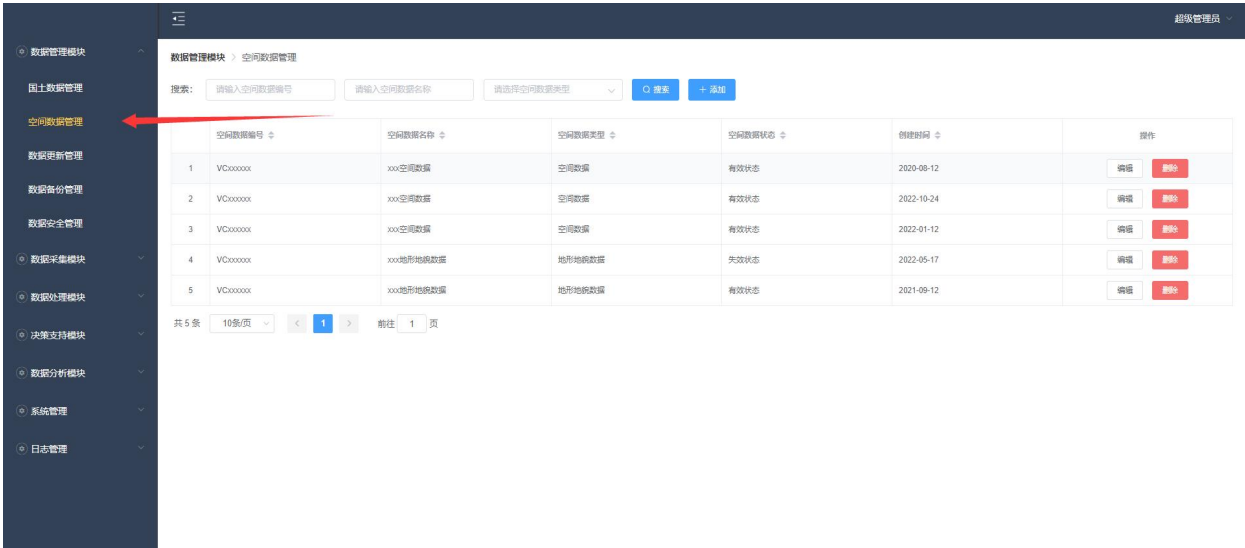 超级管理员
数据管理模块
国土数据管理
空间数据管理
数据更新管理
数据备份管理
数据安全管理
数据采集模块
数据处理模块
决策支持模块
数据分析模块
系统管理
日志管理
数据管理模块 > 空间数据管理
搜索： 请输入空间数据编号 请输入空间数据名称 请选择空间数据类型 搜索 + 添加
空间数据编号 空间数据名称 空间数据类型 空间数据状态 创建时间 操作
1 VCxxxxxx xxx空间数据 空间数据 有效状态 2020-08-12 编辑 删除
2 VCxxxxxx xxx空间数据 空间数据 有效状态 2022-10-24 编辑 删除
3 VCxxxxxx xxx空间数据 空间数据 有效状态 2022-01-12 编辑 删除
4 VCxxxxxx xxx地形地貌数据 地形地貌数据 失效状态 2022-05-17 编辑 删除
5 VCxxxxxx xxx地形地貌数据 地形地貌数据 有效状态 2021-09-12 编辑 删除
共 5 条 10条/页 < 1 > 前往 1 页